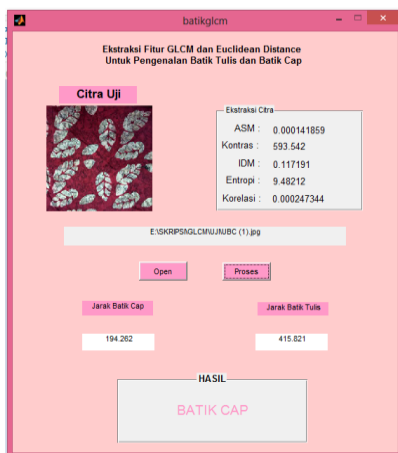 batikglcm
Ekstraksi Fitur GLCM dan Euclidean Distance
Untuk Pengenalan Batik Tulis dan Batik Cap
Citra Uji
Ekstraksi Citra
ASM : 0.000141859
Kontras : 593.542
IDM : 0.117191
Entropi : 9.48212
Korelasi : 0.000247344
E:\SKRIPSI\GLCM\UJI\JBC (1).jpg
Open Proses
Jarak Batik Cap Jarak Batik Tulis
194.262 415.821
HASIL
BATIK CAP